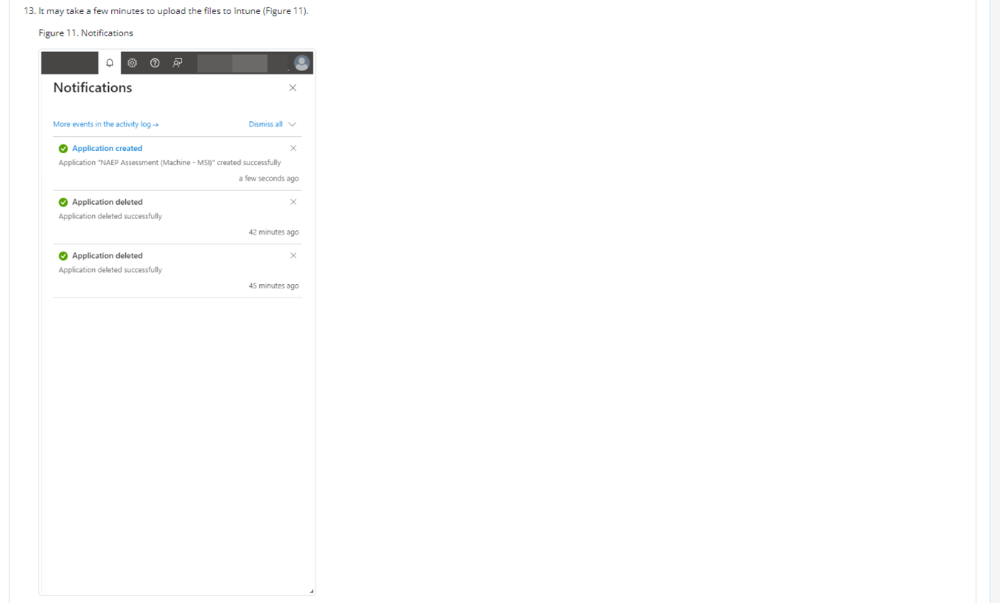 13. It may take a few minutes to upload the files to Intune (Figure 11).
Figure 11. Notifications
Notifications
More events in the activity log →
Dismiss all
Application created
Application "NAEP Assessment (Machine - MSI)" created successfully
a few seconds ago
Application deleted
Application deleted successfully
42 minutes ago
Application deleted
Application deleted successfully
45 minutes ago